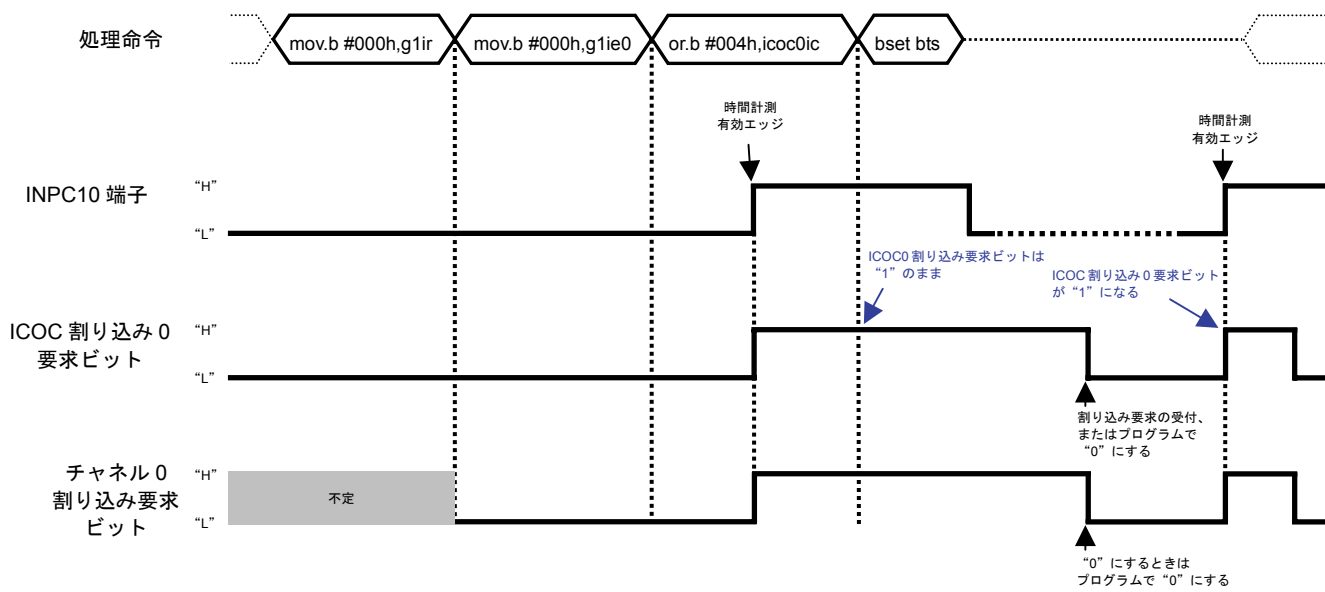 処理命令
mov.b #000h,g1ir
mov.b #000h,g1ie0
or.b #004h,icoc0ic
bset bts
時間計測
有効エッジ
時間計測
有効エッジ
INPC10 端子
“H”
“L”
ICOC0 割り込み要求ビットは
“1” のまま
ICOC 割り込み 0 要求ビット
が “1” になる
ICOC 割り込み 0
要求ビット
“H”
“L”
割り込み要求の受付、
またはプログラムで
“0” にする
チャネル 0
割り込み要求
ビット
“H”
“L”
不定
“0” にするときは
プログラムで “0” にする